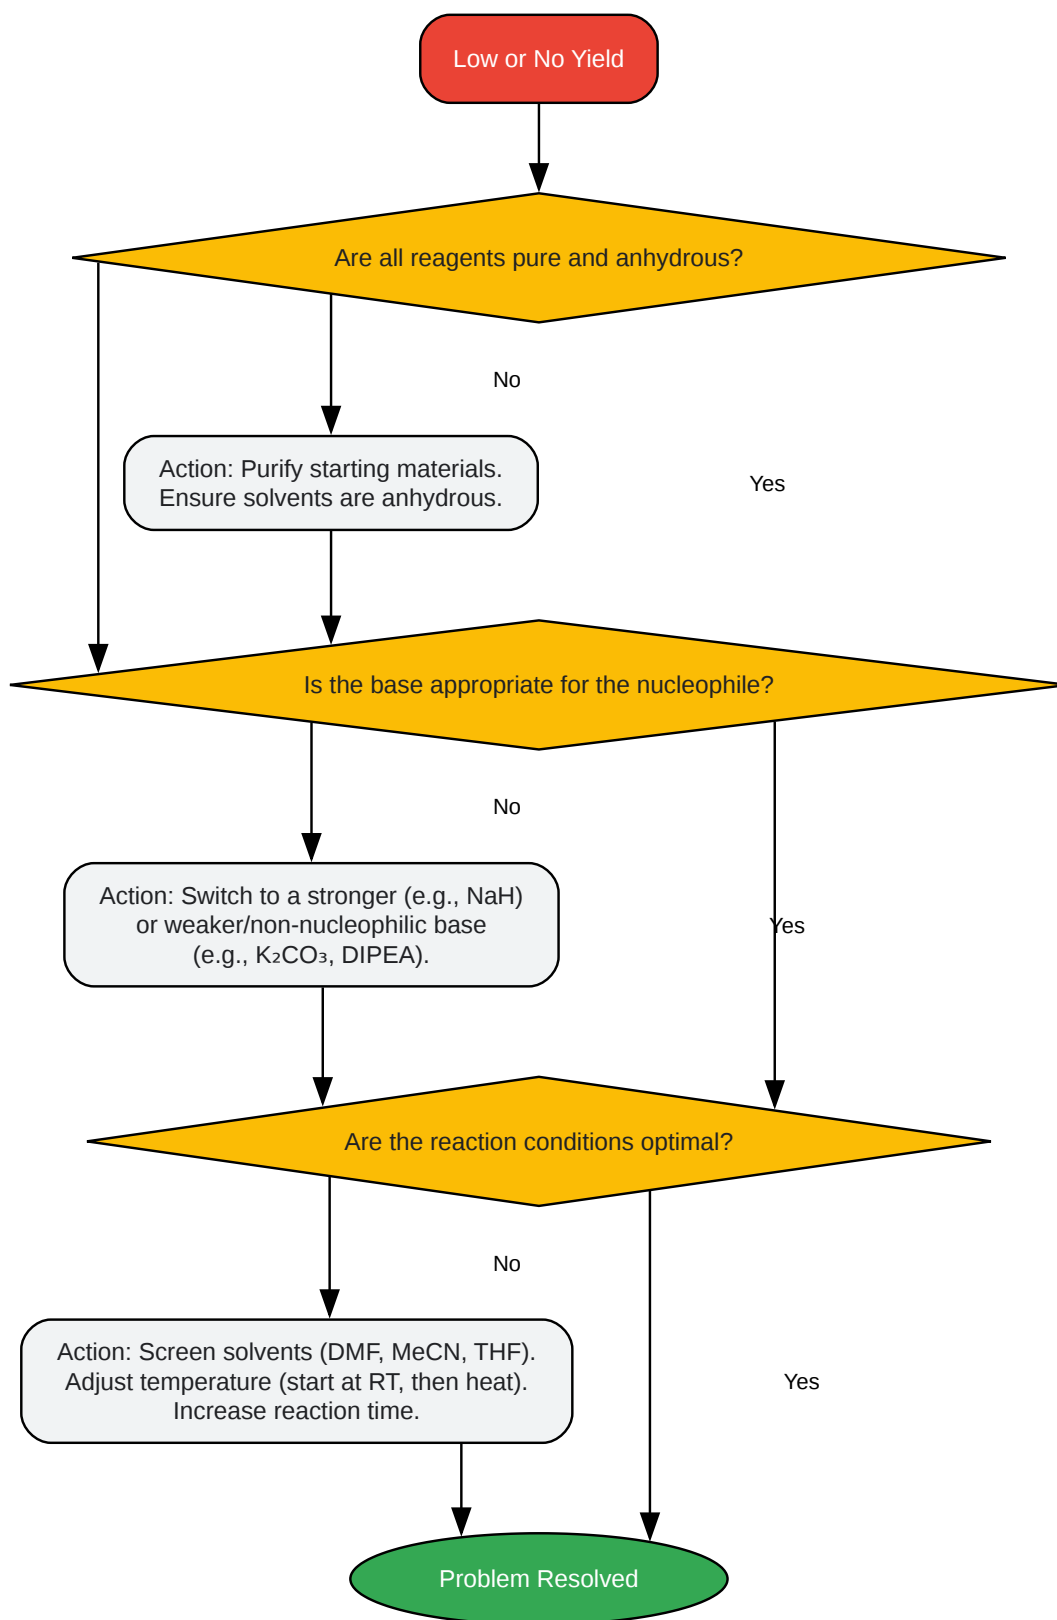 Low or No Yield
Are all reagents pure and anhydrous?
No
Action: Purify starting materials.
Ensure solvents are anhydrous.
Yes
Is the base appropriate for the nucleophile?
No
Action: Switch to a stronger (e.g., NaH)
or weaker/non-nucleophilic base
(e.g., K₂CO₃, DIPEA).
Yes
Are the reaction conditions optimal?
No
Action: Screen solvents (DMF, MeCN, THF).
Adjust temperature (start at RT, then heat).
Increase reaction time.
Yes
Problem Resolved